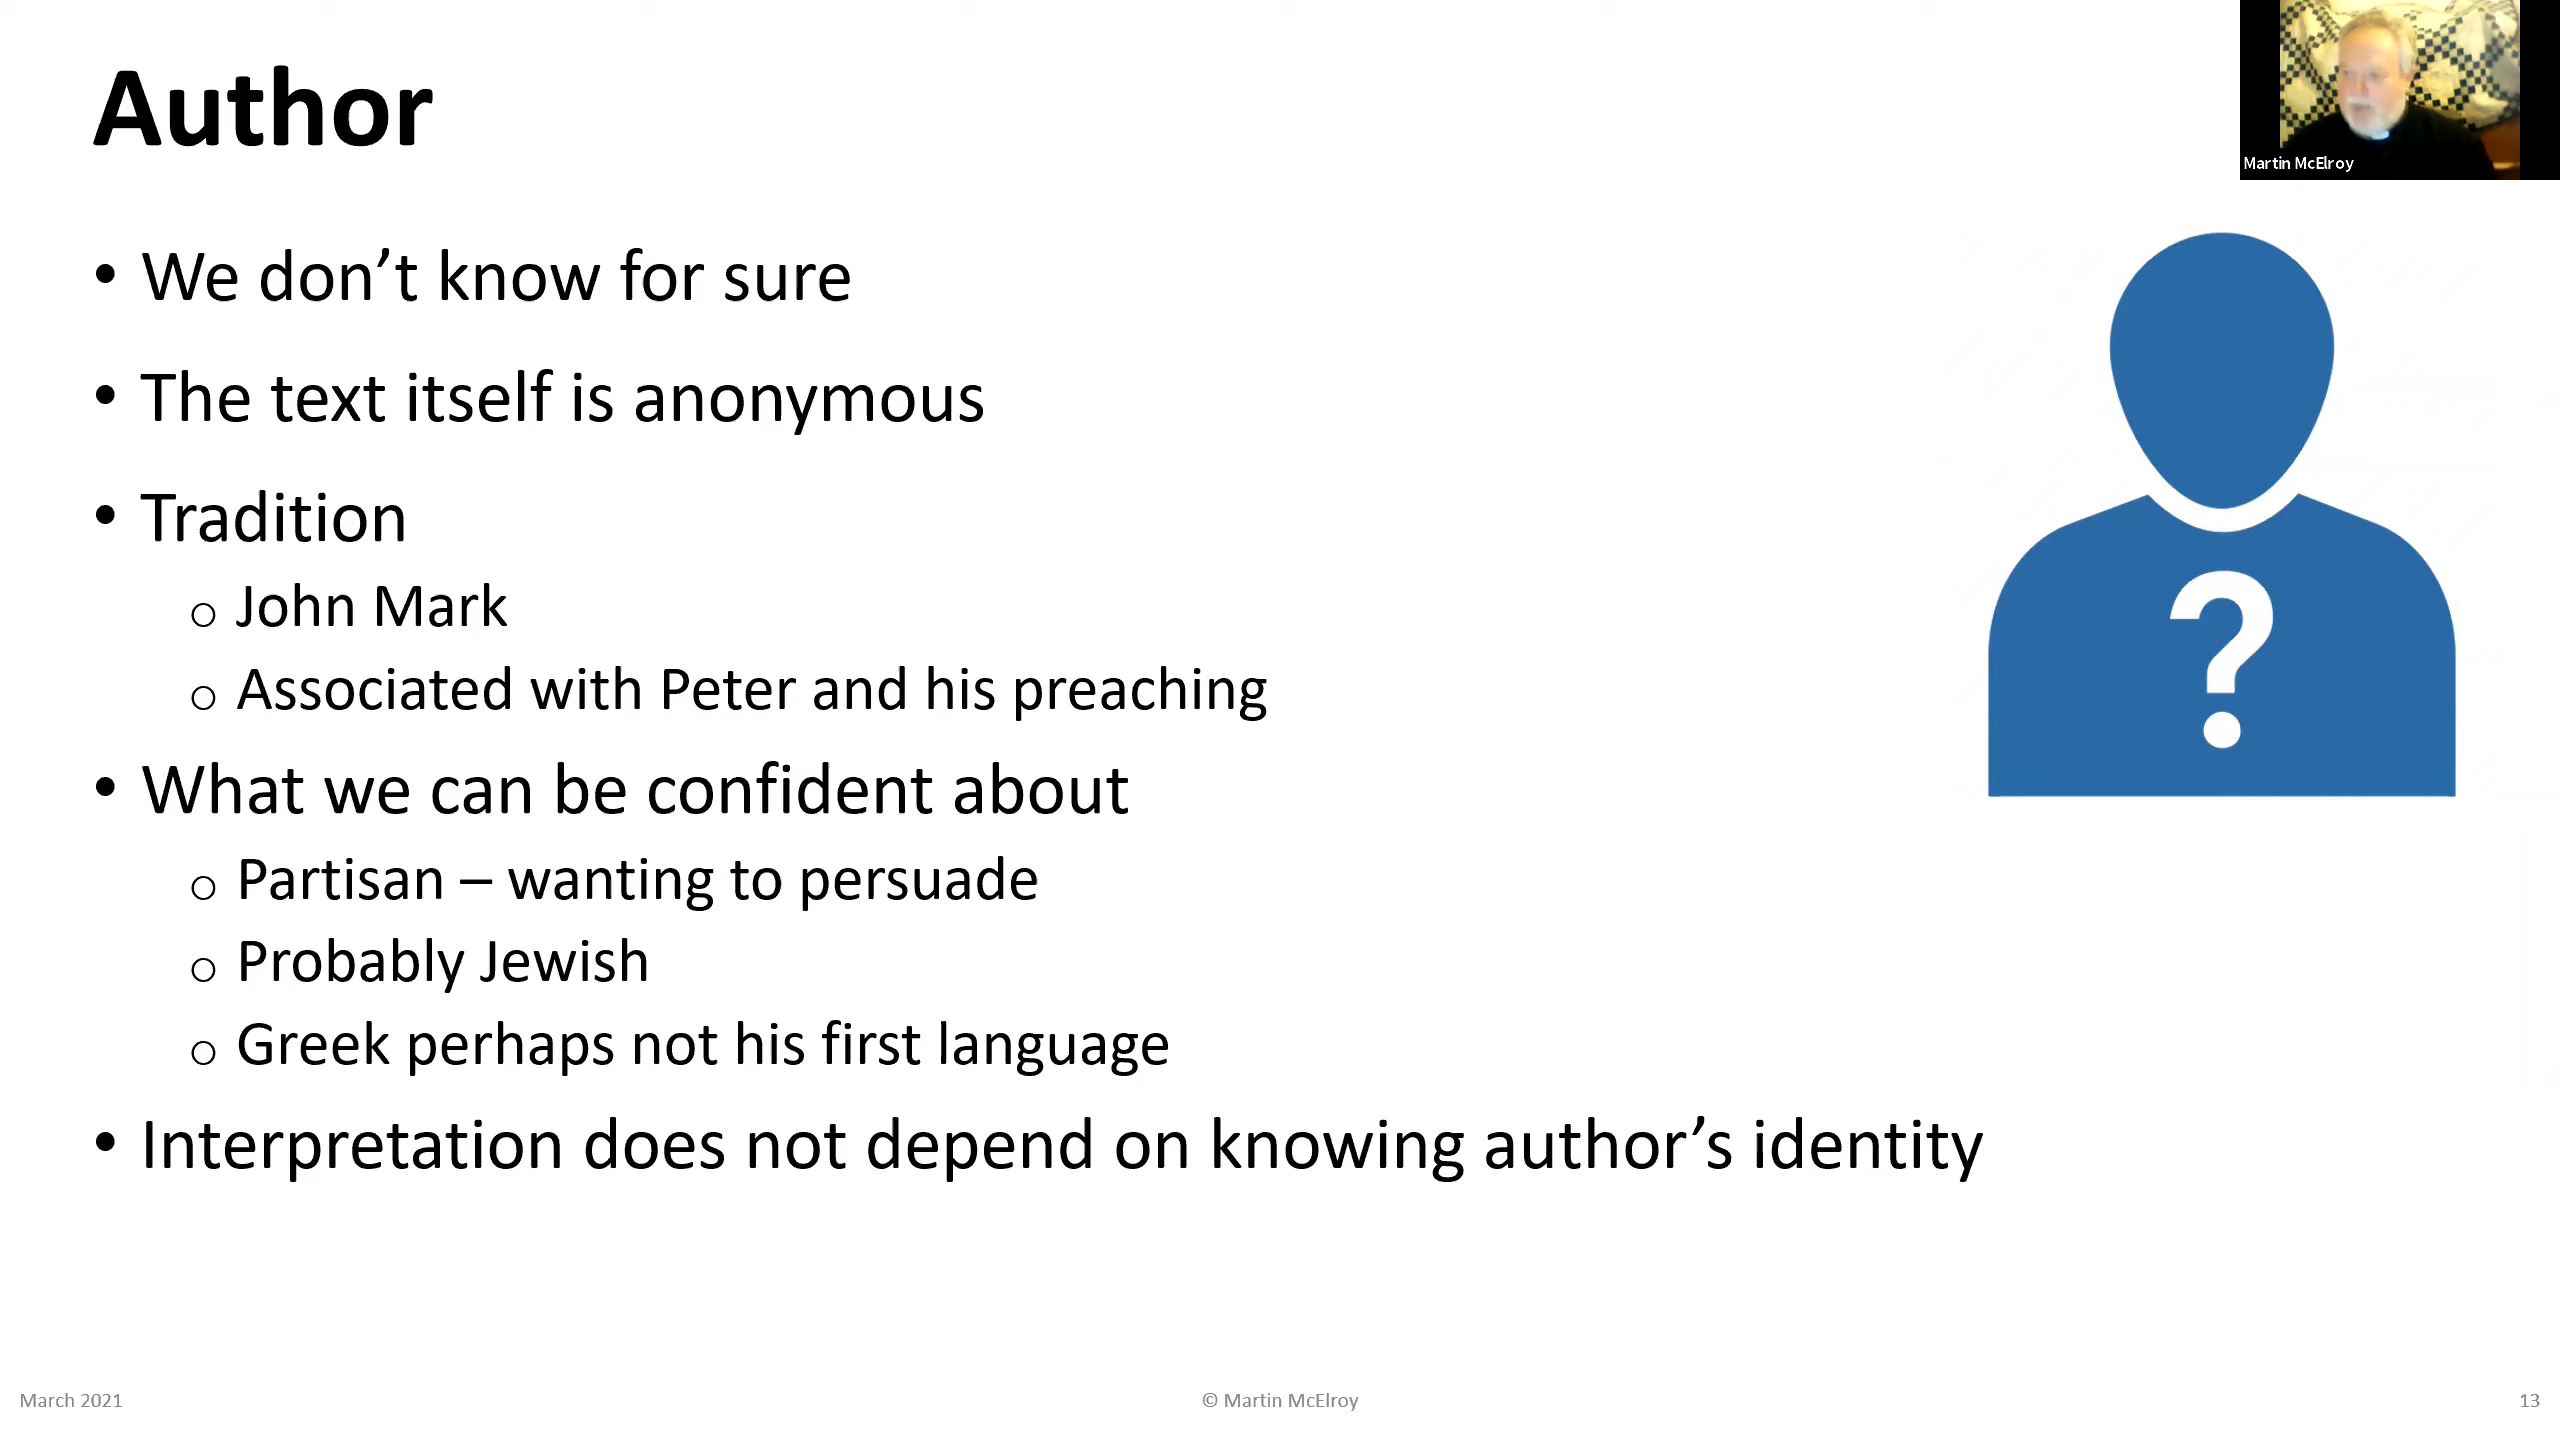 Author
Martin McElroy
• We don’t know for sure
• The text itself is anonymous
• Tradition
o John Mark
o Associated with Peter and his preaching
• What we can be confident about
o Partisan – wanting to persuade
o Probably Jewish
o Greek perhaps not his first language
• Interpretation does not depend on knowing author’s identity
?
March 2021
© Martin McElroy
13